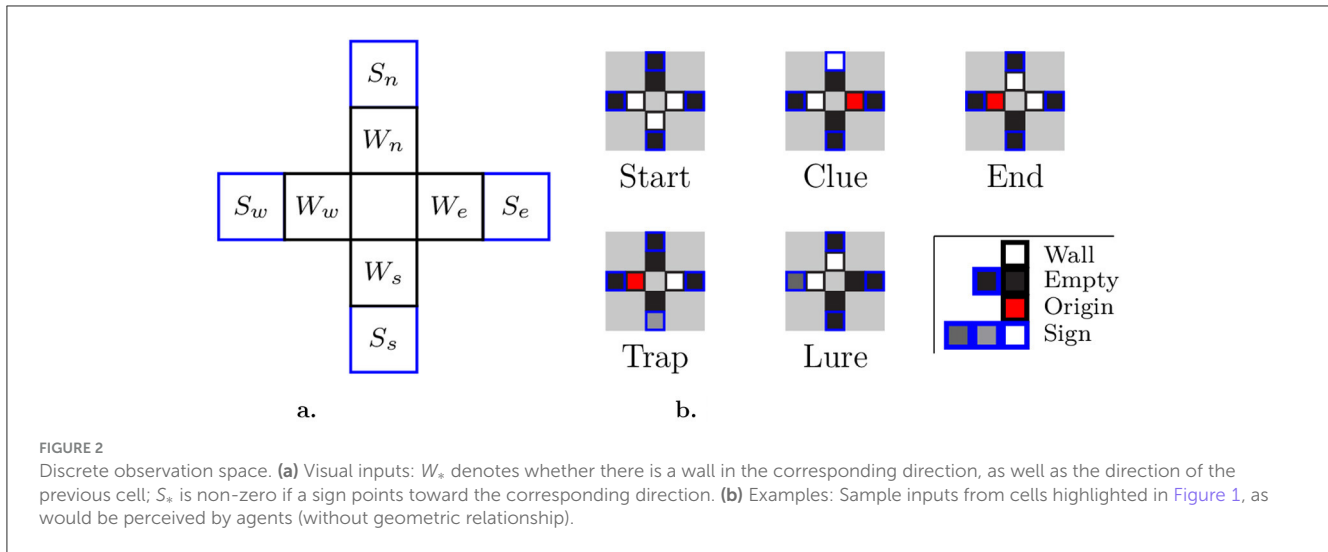 S_n
W_n
S_w W_w W_e S_e
W_s
S_s
a.
Start Clue End
Trap Lure
Wall
Empty
Origin
Sign
b.
FIGURE 2
Discrete observation space. (a) Visual inputs: W_* denotes whether there is a wall in the corresponding direction, as well as the direction of the
previous cell; S_* is non-zero if a sign points toward the corresponding direction. (b) Examples: Sample inputs from cells highlighted in Figure 1, as
would be perceived by agents (without geometric relationship).